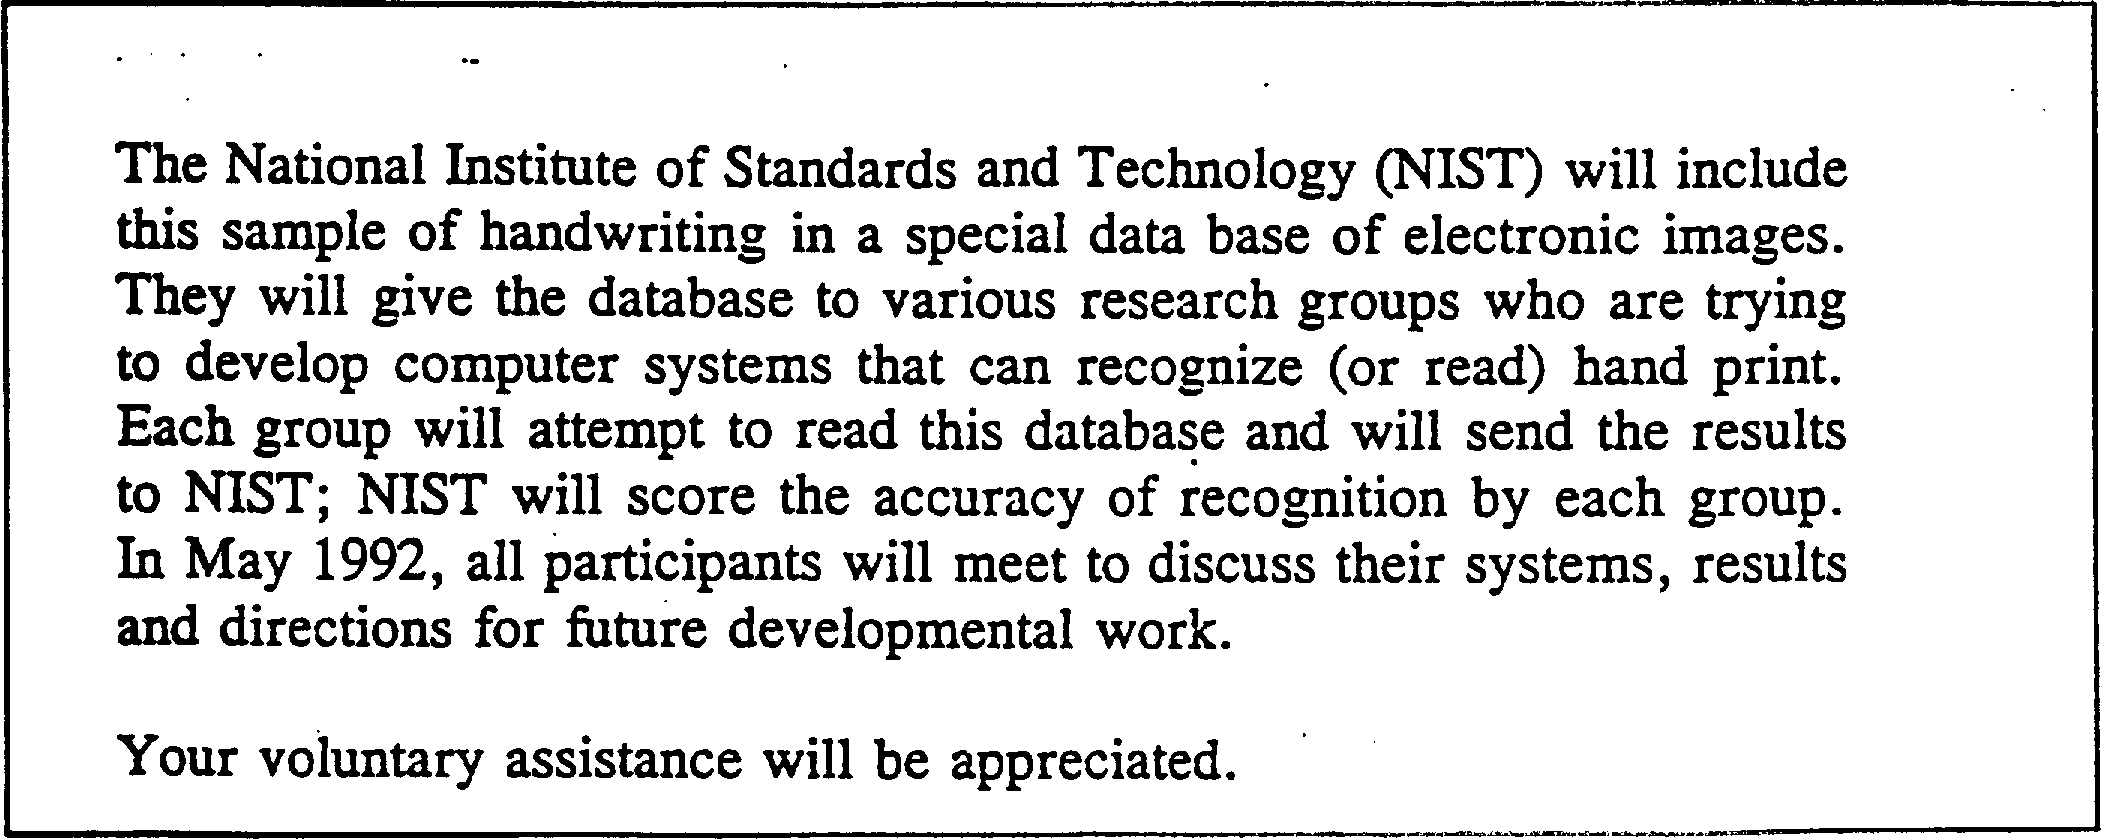 The National Institute of Standards and Technology (NIST) will include
this sample of handwriting in a special data base of electronic images.
They will give the database to various research groups who are trying
to develop computer systems that can recognize (or read) hand print.
Each group will attempt to read this database and will send the results
to NIST; NIST will score the accuracy of recognition by each group.
In May 1992, all participants will meet to discuss their systems, results
and directions for future developmental work.
Your voluntary assistance will be appreciated.